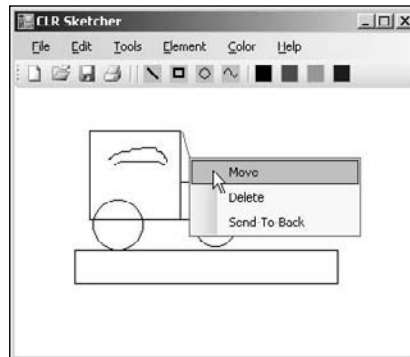 CLR Sketcher
File Edit Tools Element Color Help
Move
Delete
Send-To-Back